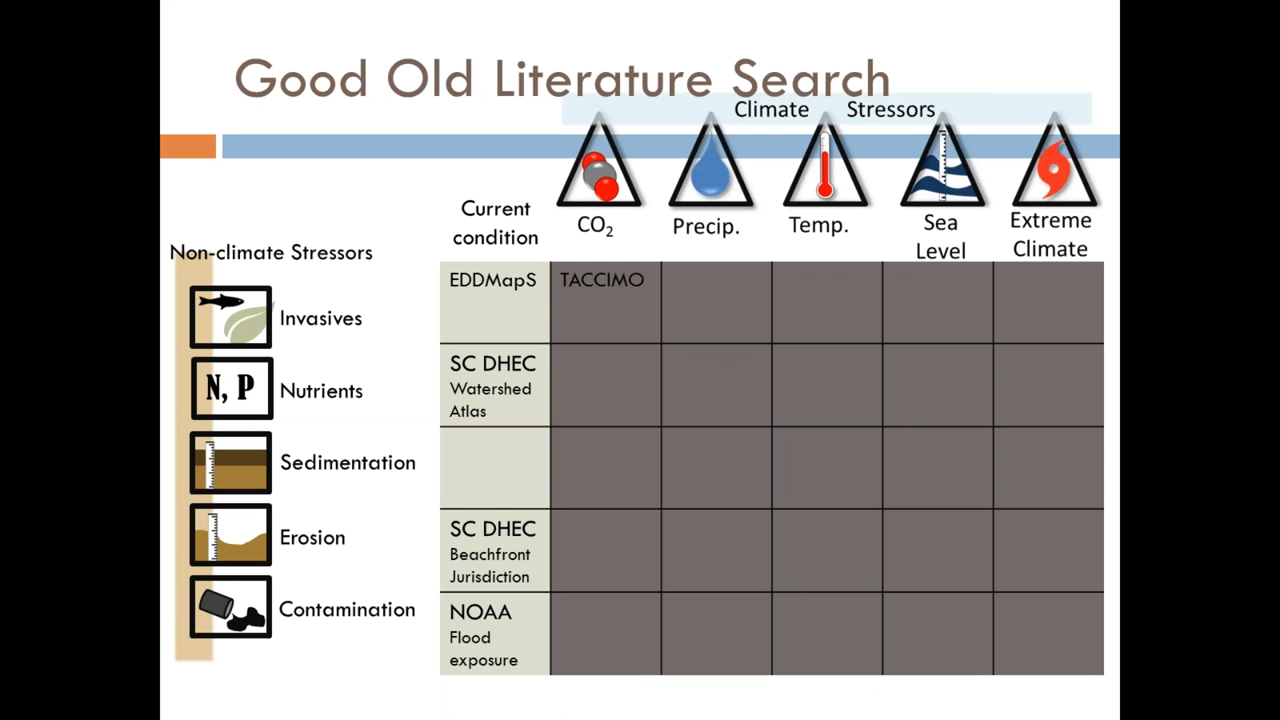 Good Old Literature Search
Climate Stressors
CO₂
Precip.
Temp.
Sea
Level
Extreme
Climate
Current
condition
Non-climate Stressors
Invasives
N, P
Nutrients
Sedimentation
Erosion
Contamination
EDDMapS
TACCIMO
SC DHEC
Watershed
Atlas
SC DHEC
Beachfront
Jurisdiction
NOAA
Flood
exposure